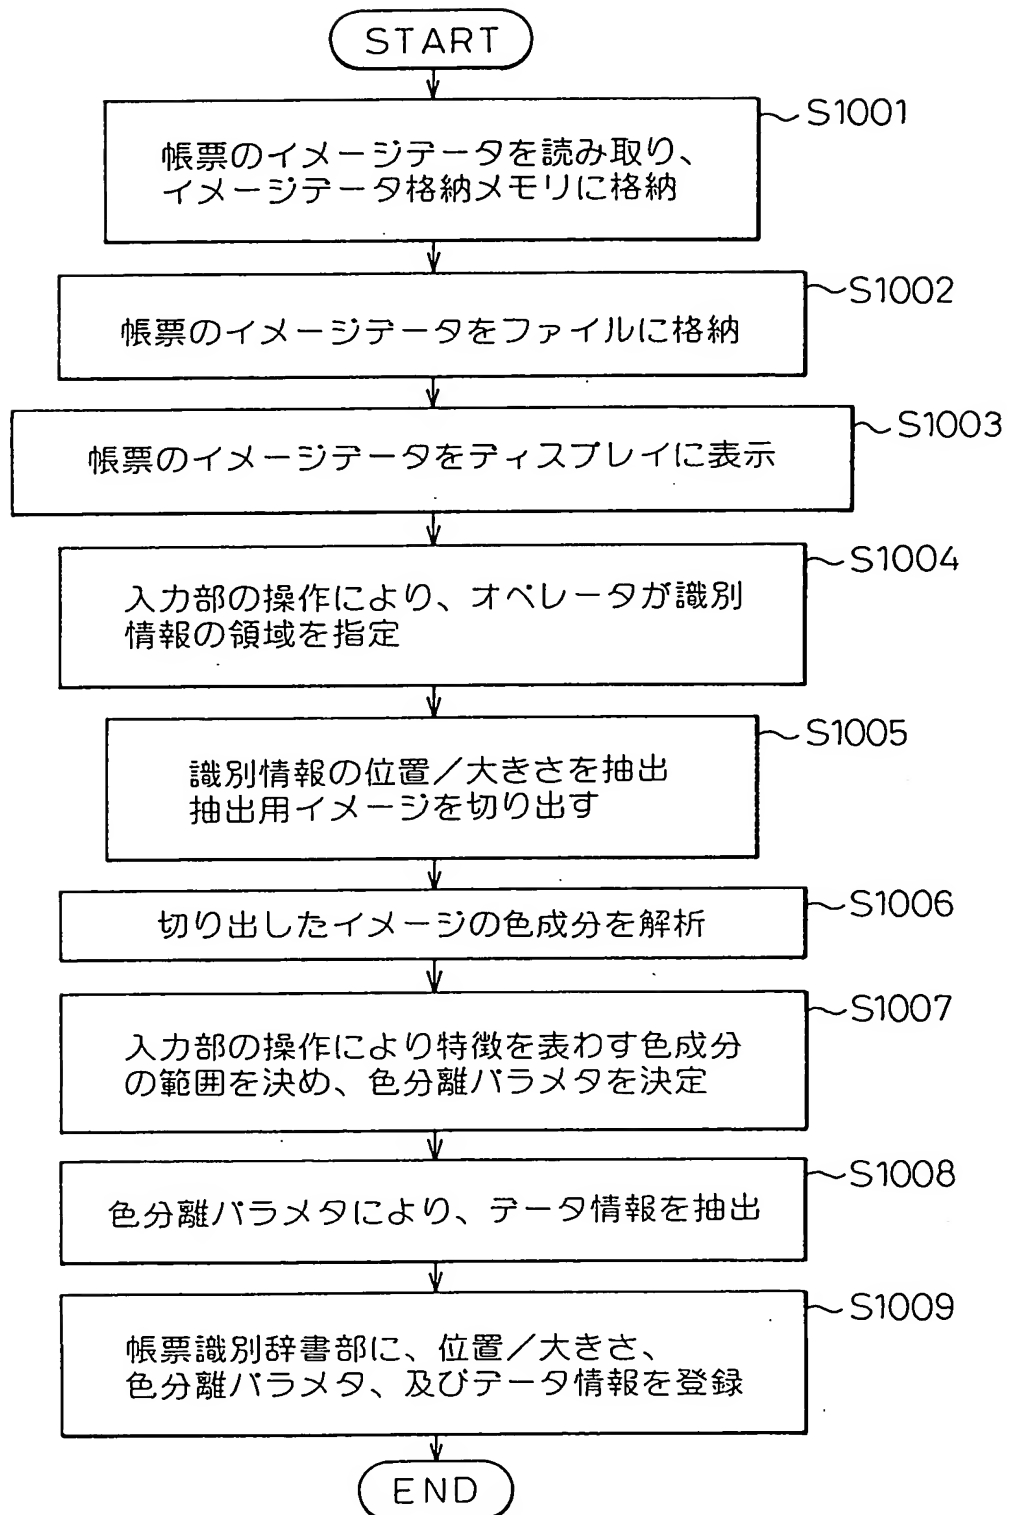 START
S1001
帳票のイメージデータを読み取り、
イメージデータ格納メモリに格納
S1002
帳票のイメージデータをファイルに格納
S1003
帳票のイメージデータをディスプレイに表示
S1004
入力部の操作により、オペレータが識別
情報の領域を指定
S1005
識別情報の位置／大きさを抽出
抽出用イメージを切り出す
S1006
切り出したイメージの色成分を解析
S1007
入力部の操作により特徴を表わす色成分
の範囲を決め、色分離パラメタを決定
S1008
色分離パラメタにより、データ情報を抽出
S1009
帳票識別辞書部に、位置／大きさ、
色分離パラメタ、及びデータ情報を登録
END